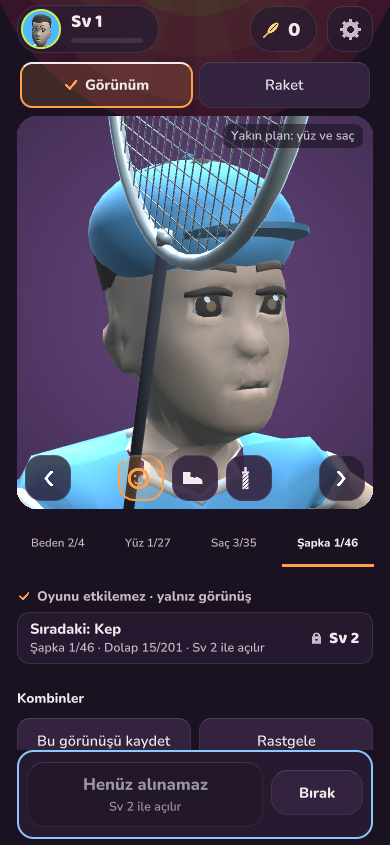 Sv 1
0
Görünüm
Raket
Yakın plan: yüz ve saç
Beden 2/4
Yüz 1/27
Saç 3/35
Şapka 1/46
Oyunu etkilemez · yalnız görünüş
Sıradaki: Kep
Şapka 1/46 · Dolap 15/201 · Sv 2 ile açılır
Sv 2
Kombinler
Bu görünüşü kaydet
Rastgele
Henüz alınamaz
Sv 2 ile açılır
Bırak